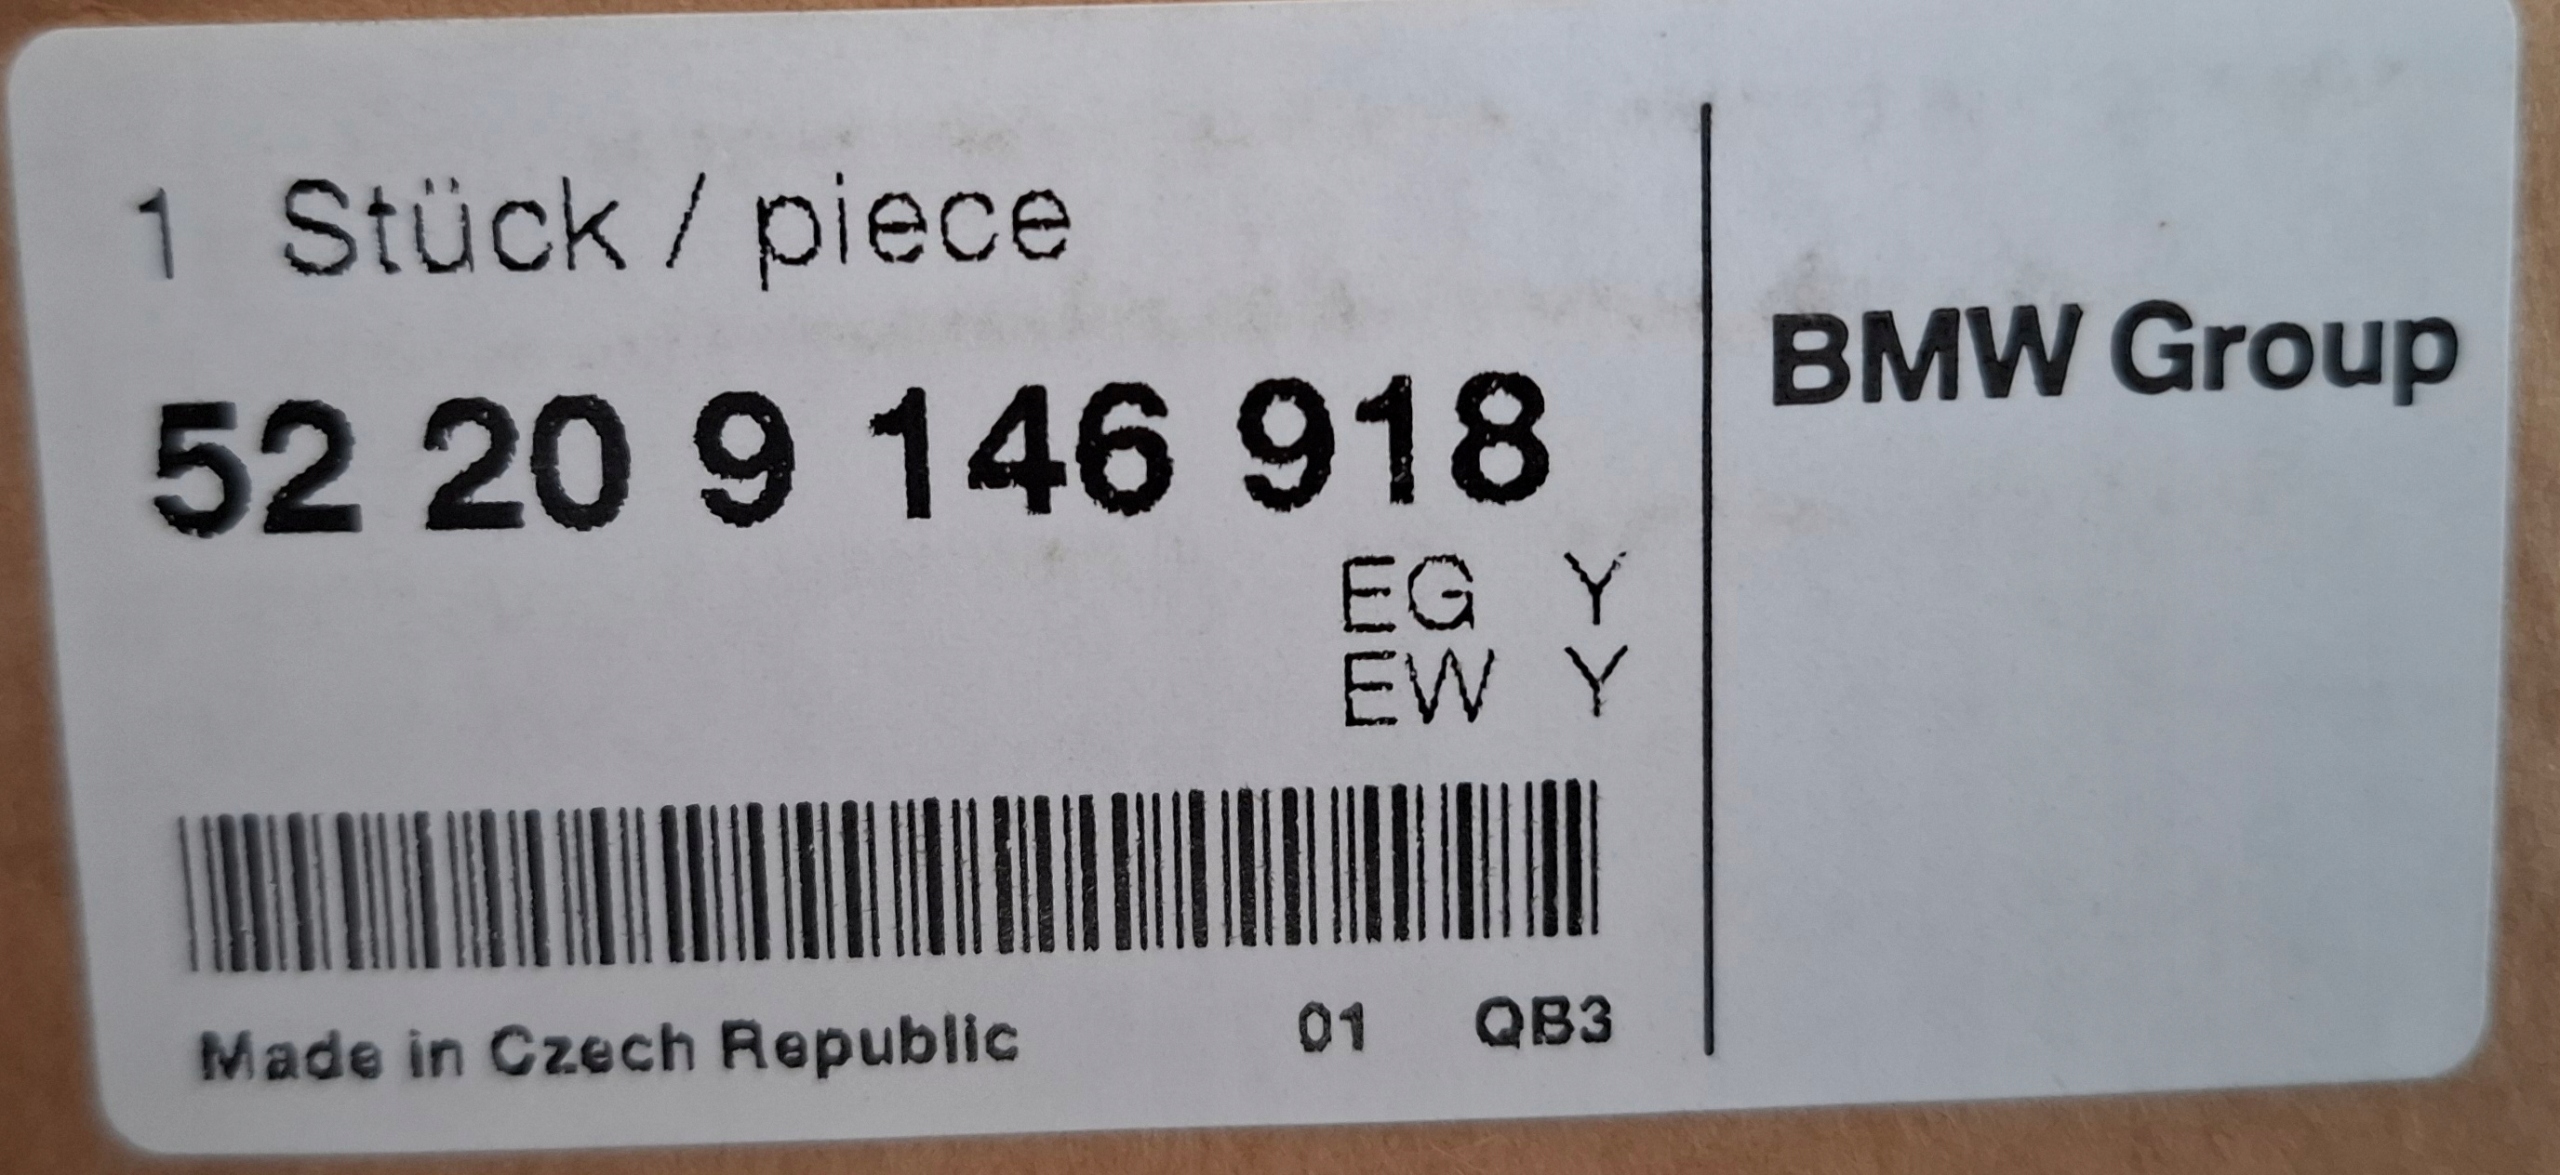 1 Stück / piece
52 20 9 146 918
EG Y
EW Y
Made in Czech Republic 01 QB3
BMW Group